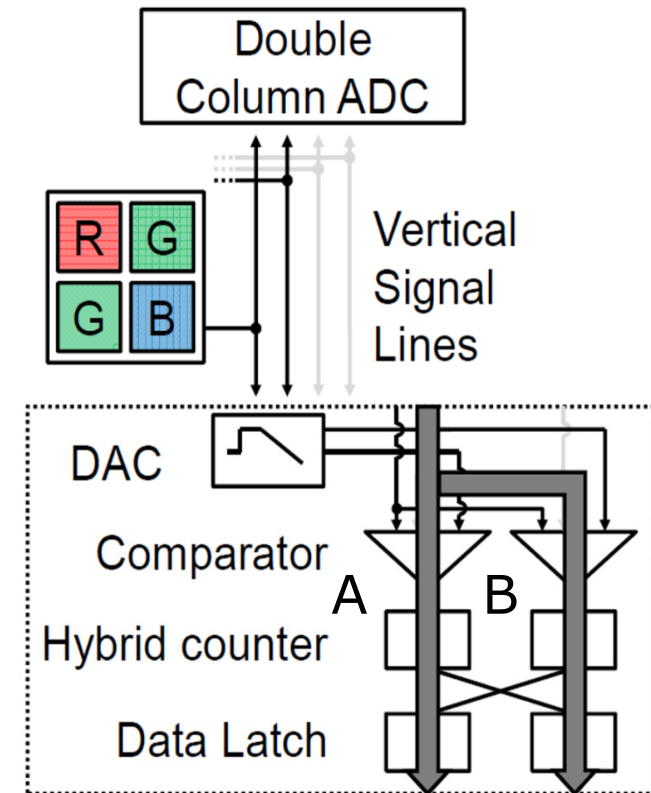 Double
Column ADC
R G
G B
Vertical
Signal
Lines
DAC
Comparator
A B
Hybrid counter
Data Latch